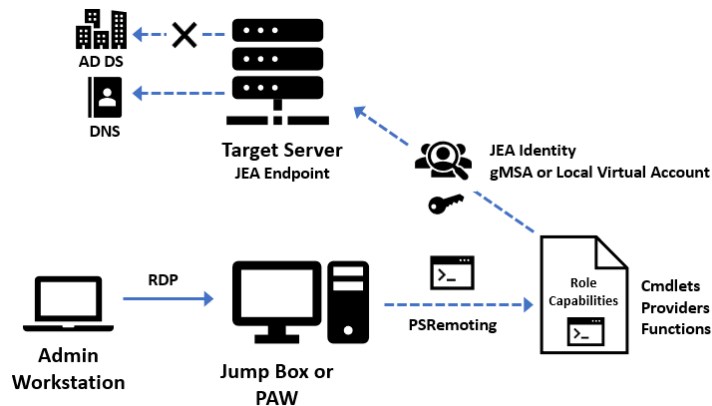 AD DS
DNS
Target Server
JEA Endpoint
JEA Identity
gMSA or Local Virtual Account
RDP
Admin
Workstation
Jump Box or
PAW
>_
PSRemoting
Role
Capabilities
>_
Cmdlets
Providers
Functions